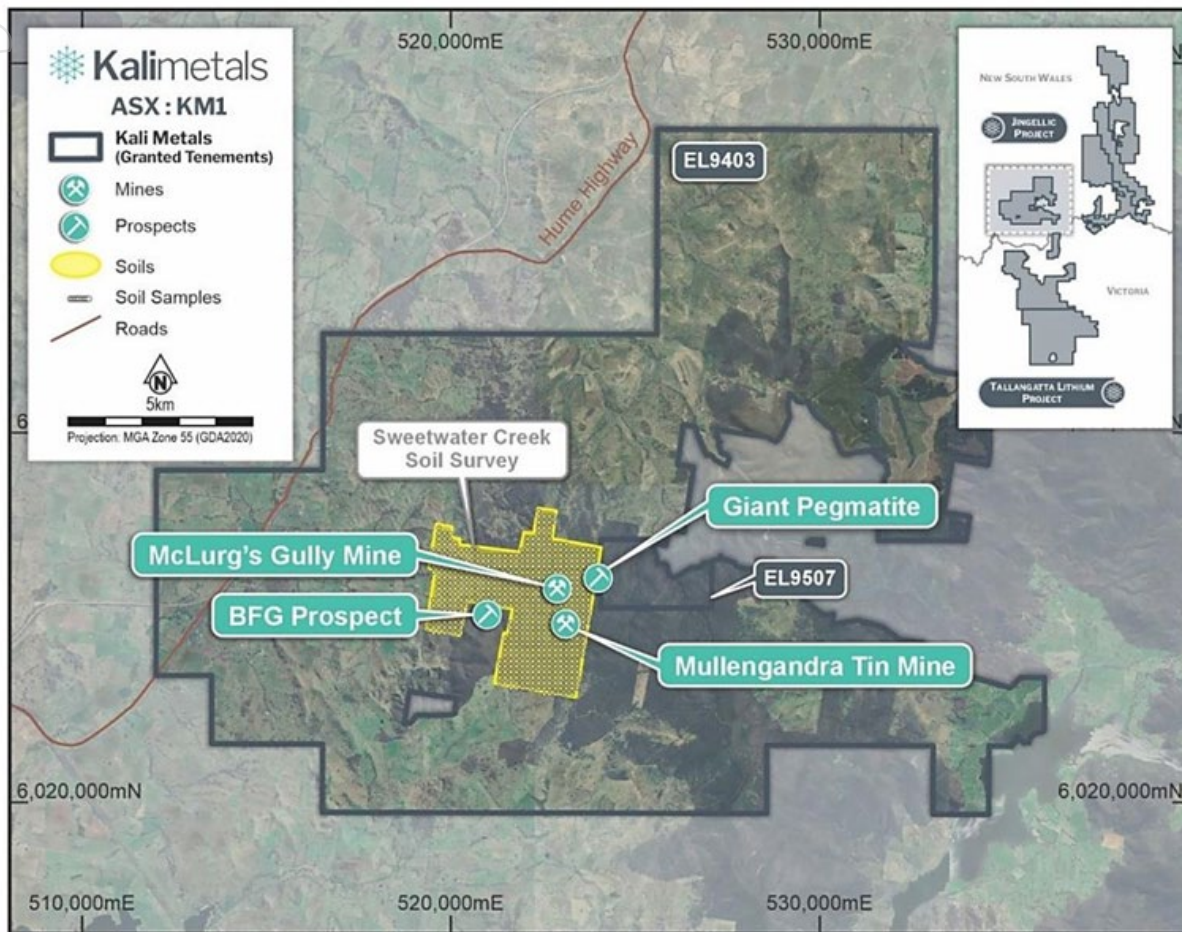 Kalimetals
ASX : KM1
Kali Metals
(Granted Tenements)
Mines
Prospects
Soils
Soil Samples
Roads
N
5km
Projection: MGA Zone 55 (GDA2020)
520,000mE
530,000mE
Hume Highway
EL9403
NEW SOUTH WALES
JINGELLIC
PROJECT
VICTORIA
TALLANGATTA LITHIUM
PROJECT
Sweetwater Creek
Soil Survey
Giant Pegmatite
McLurg's Gully Mine
EL9507
BFG Prospect
Mullengandra Tin Mine
6,020,000mN
6,020,000mN
510,000mE
520,000mE
530,000mE